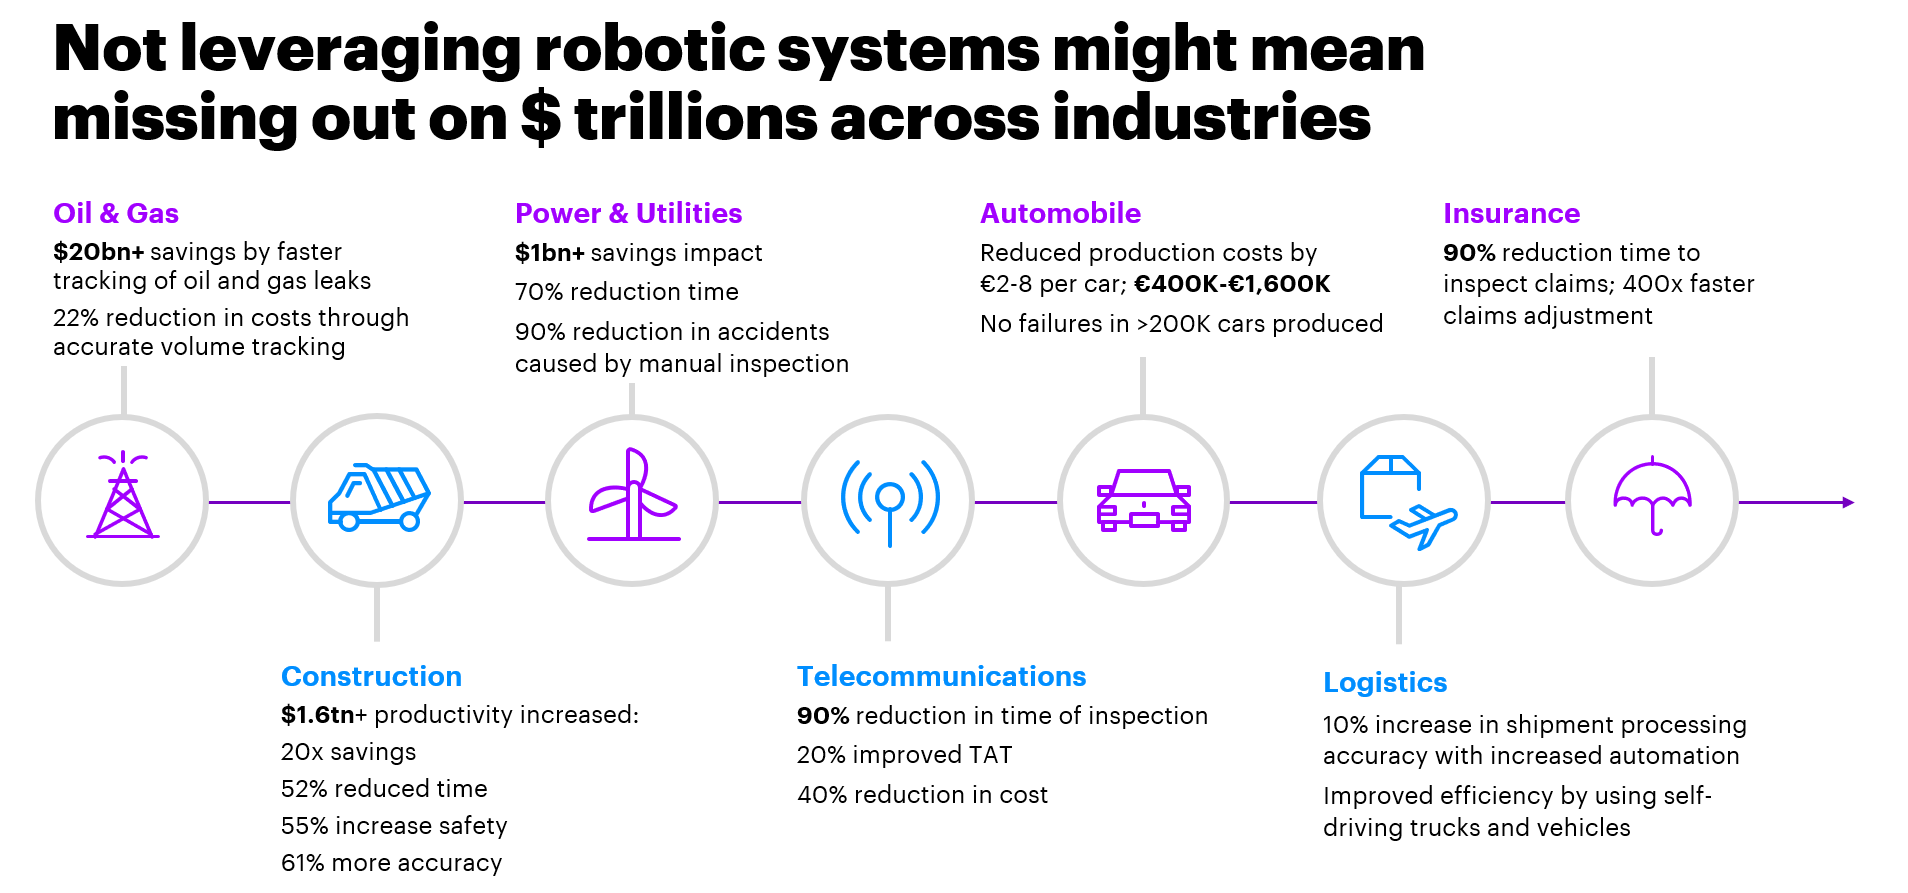 Not leveraging robotic systems might mean
missing out on $ trillions across industries
Oil & Gas
$20bn+ savings by faster
tracking of oil and gas leaks
22% reduction in costs through
accurate volume tracking
Power & Utilities
$1bn+ savings impact
70% reduction time
90% reduction in accidents
caused by manual inspection
Automobile
Reduced production costs by
€2-8 per car; €400K-€1,600K
No failures in >200K cars produced
Insurance
90% reduction time to
inspect claims; 400x faster
claims adjustment
Construction
$1.6tn+ productivity increased:
20x savings
52% reduced time
55% increase safety
61% more accuracy
Telecommunications
90% reduction in time of inspection
20% improved TAT
40% reduction in cost
Logistics
10% increase in shipment processing
accuracy with increased automation
Improved efficiency by using self-
driving trucks and vehicles